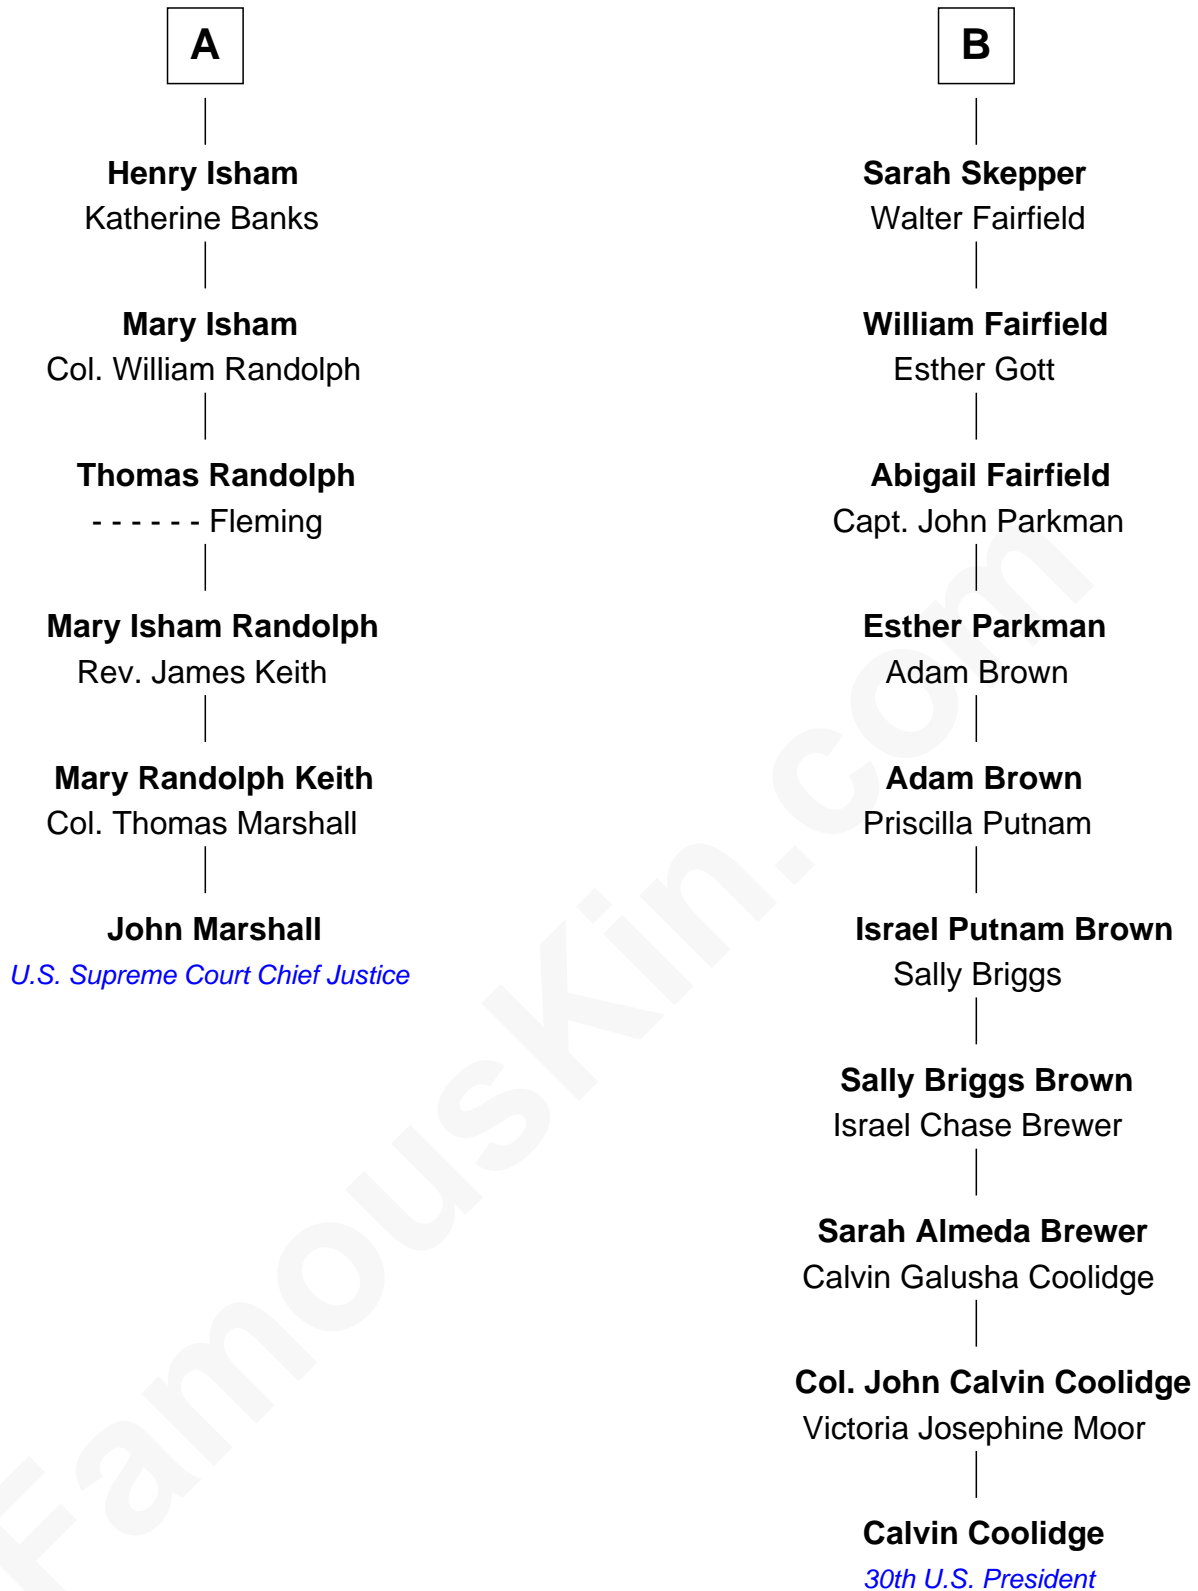 A
Henry Isham
Katherine Banks
Mary Isham
Col. William Randolph
Thomas Randolph
- - - - - - Fleming
Mary Isham Randolph
Rev. James Keith
Mary Randolph Keith
Col. Thomas Marshall
John Marshall
U.S. Supreme Court Chief Justice
B
Sarah Skepper
Walter Fairfield
William Fairfield
Esther Gott
Abigail Fairfield
Capt. John Parkman
Esther Parkman
Adam Brown
Adam Brown
Priscilla Putnam
Israel Putnam Brown
Sally Briggs
Sally Briggs Brown
Israel Chase Brewer
Sarah Almeda Brewer
Calvin Galusha Coolidge
Col. John Calvin Coolidge
Victoria Josephine Moor
Calvin Coolidge
30th U.S. President
FamousKin.com